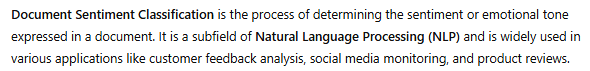 Document Sentiment Classification is the process of determining the sentiment or emotional tone
expressed in a document. It is a subfield of Natural Language Processing (NLP) and is widely used in
various applications like customer feedback analysis, social media monitoring, and product reviews.